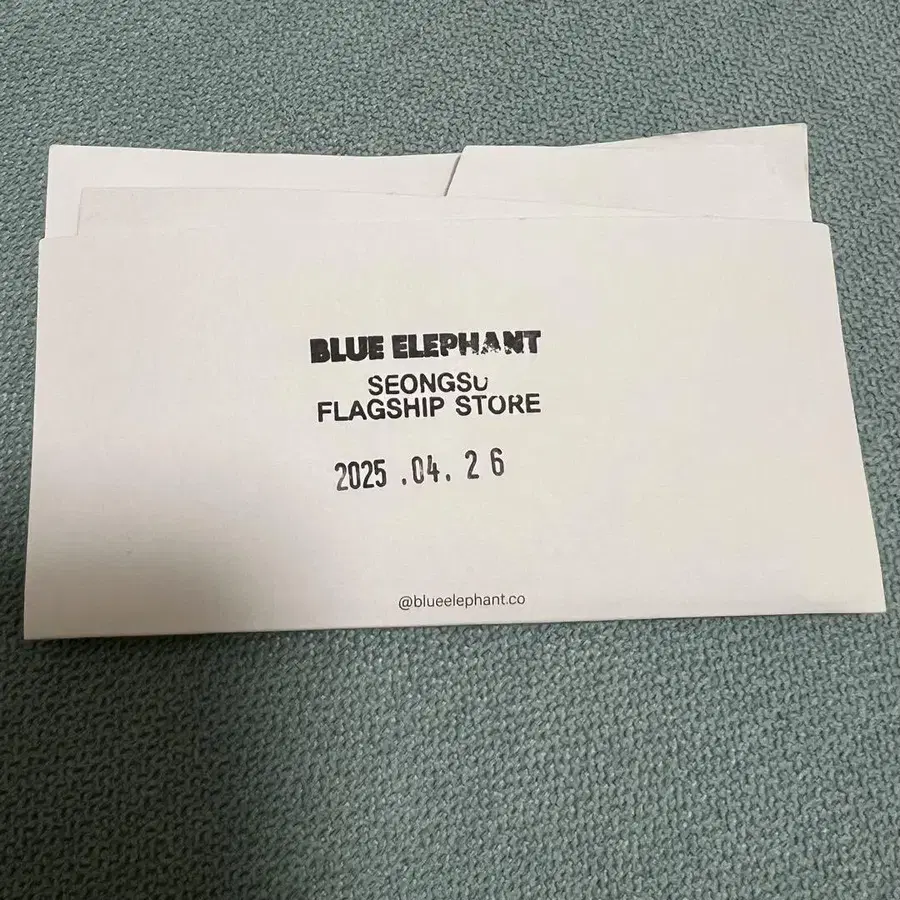 BLUE ELEPHANT
SEONGSU
FLAGSHIP STORE
2025.04.26
@blueelephant.co